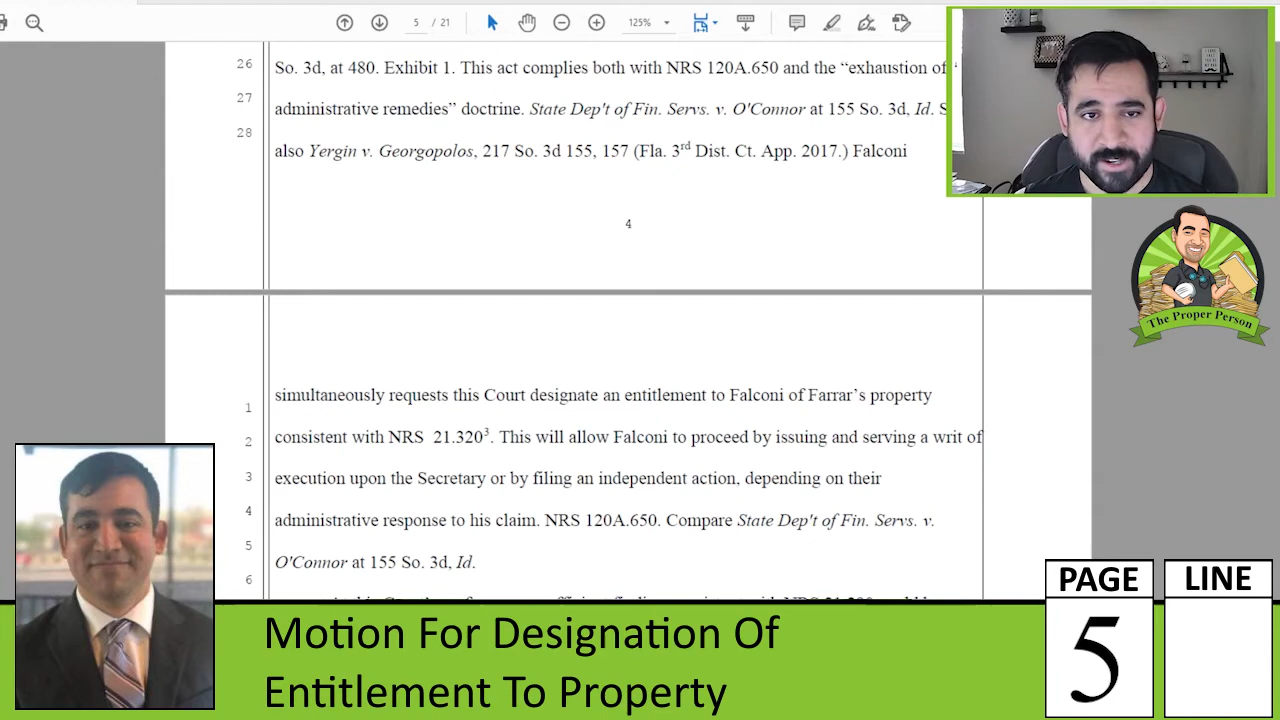 5 / 21
125%
26 So. 3d, at 480. Exhibit 1. This act complies both with NRS 120A.650 and the “exhaustion of
27 administrative remedies” doctrine. State Dep't of Fin. Servs. v. O'Connor at 155 So. 3d, Id. S
28 also Yergin v. Georgopolos, 217 So. 3d 155, 157 (Fla. 3rd Dist. Ct. App. 2017.) Falconi
4
The Proper Person
1 simultaneously requests this Court designate an entitlement to Falconi of Farrar’s property
2 consistent with NRS 21.320³. This will allow Falconi to proceed by issuing and serving a writ of
3 execution upon the Secretary or by filing an independent action, depending on their
4 administrative response to his claim. NRS 120A.650. Compare State Dep't of Fin. Servs. v.
5 O'Connor at 155 So. 3d, Id.
6
PAGE LINE
5
Motion For Designation Of
Entitlement To Property